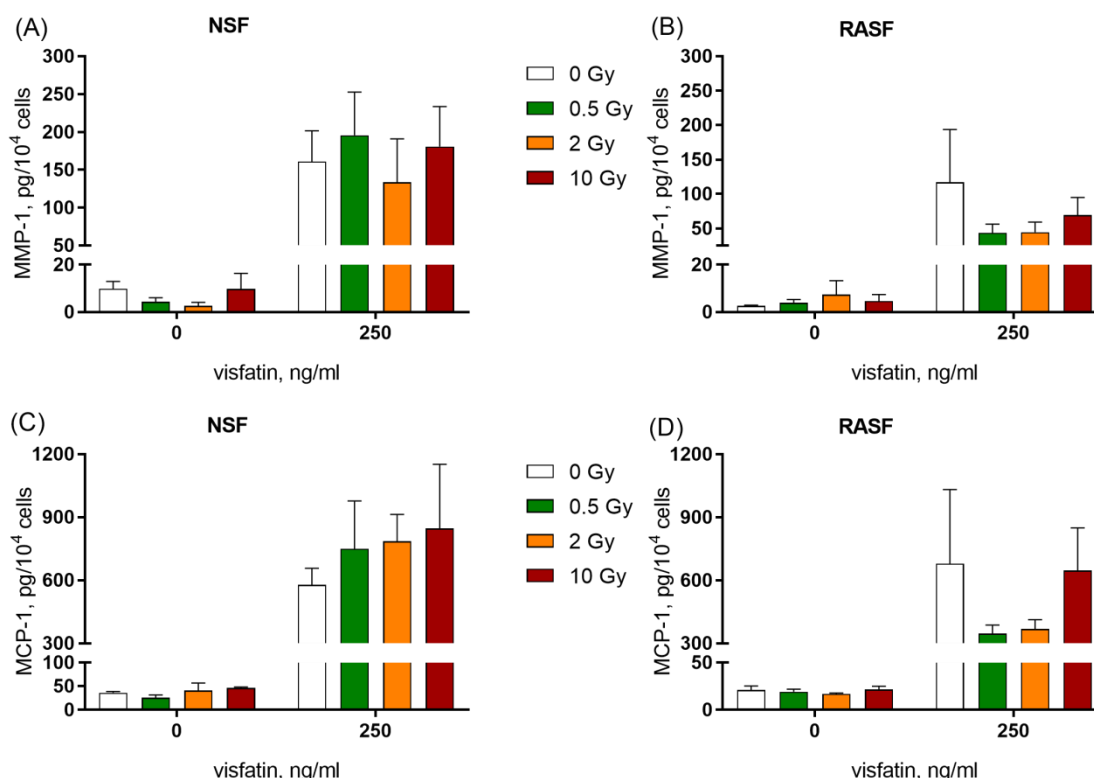 (A)
NSF
MMP-1, pg/10⁴ cells
300
250
200
150
100
50
20
0
0
250
visfatin, ng/ml
0 Gy
0.5 Gy
2 Gy
10 Gy
(B)
RASF
MMP-1, pg/10⁴ cells
300
250
200
150
100
50
20
0
0
250
visfatin, ng/ml
(C)
NSF
MCP-1, pg/10⁴ cells
1200
900
600
300
100
50
0
0
250
visfatin, ng/ml
0 Gy
0.5 Gy
2 Gy
10 Gy
(D)
RASF
MCP-1, pg/10⁴ cells
1200
900
600
300
50
0
0
250
visfatin, ng/ml